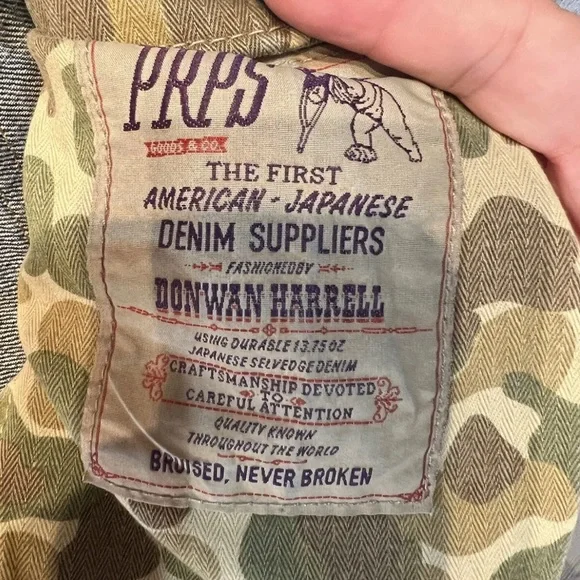 PRPS
GOODS & CO.
THE FIRST
AMERICAN - JAPANESE
DENIM SUPPLIERS
FASHIONEDBY
DONWAN HARRELL
USING DURABLE 13.75 OZ
JAPANESE SELVEDGE DENIM
CRAFTSMANSHIP DEVOTED
TO
CAREFUL ATTENTION
QUALITY KNOWN
THROUGHOUT THE WORLD
BRUISED, NEVER BROKEN